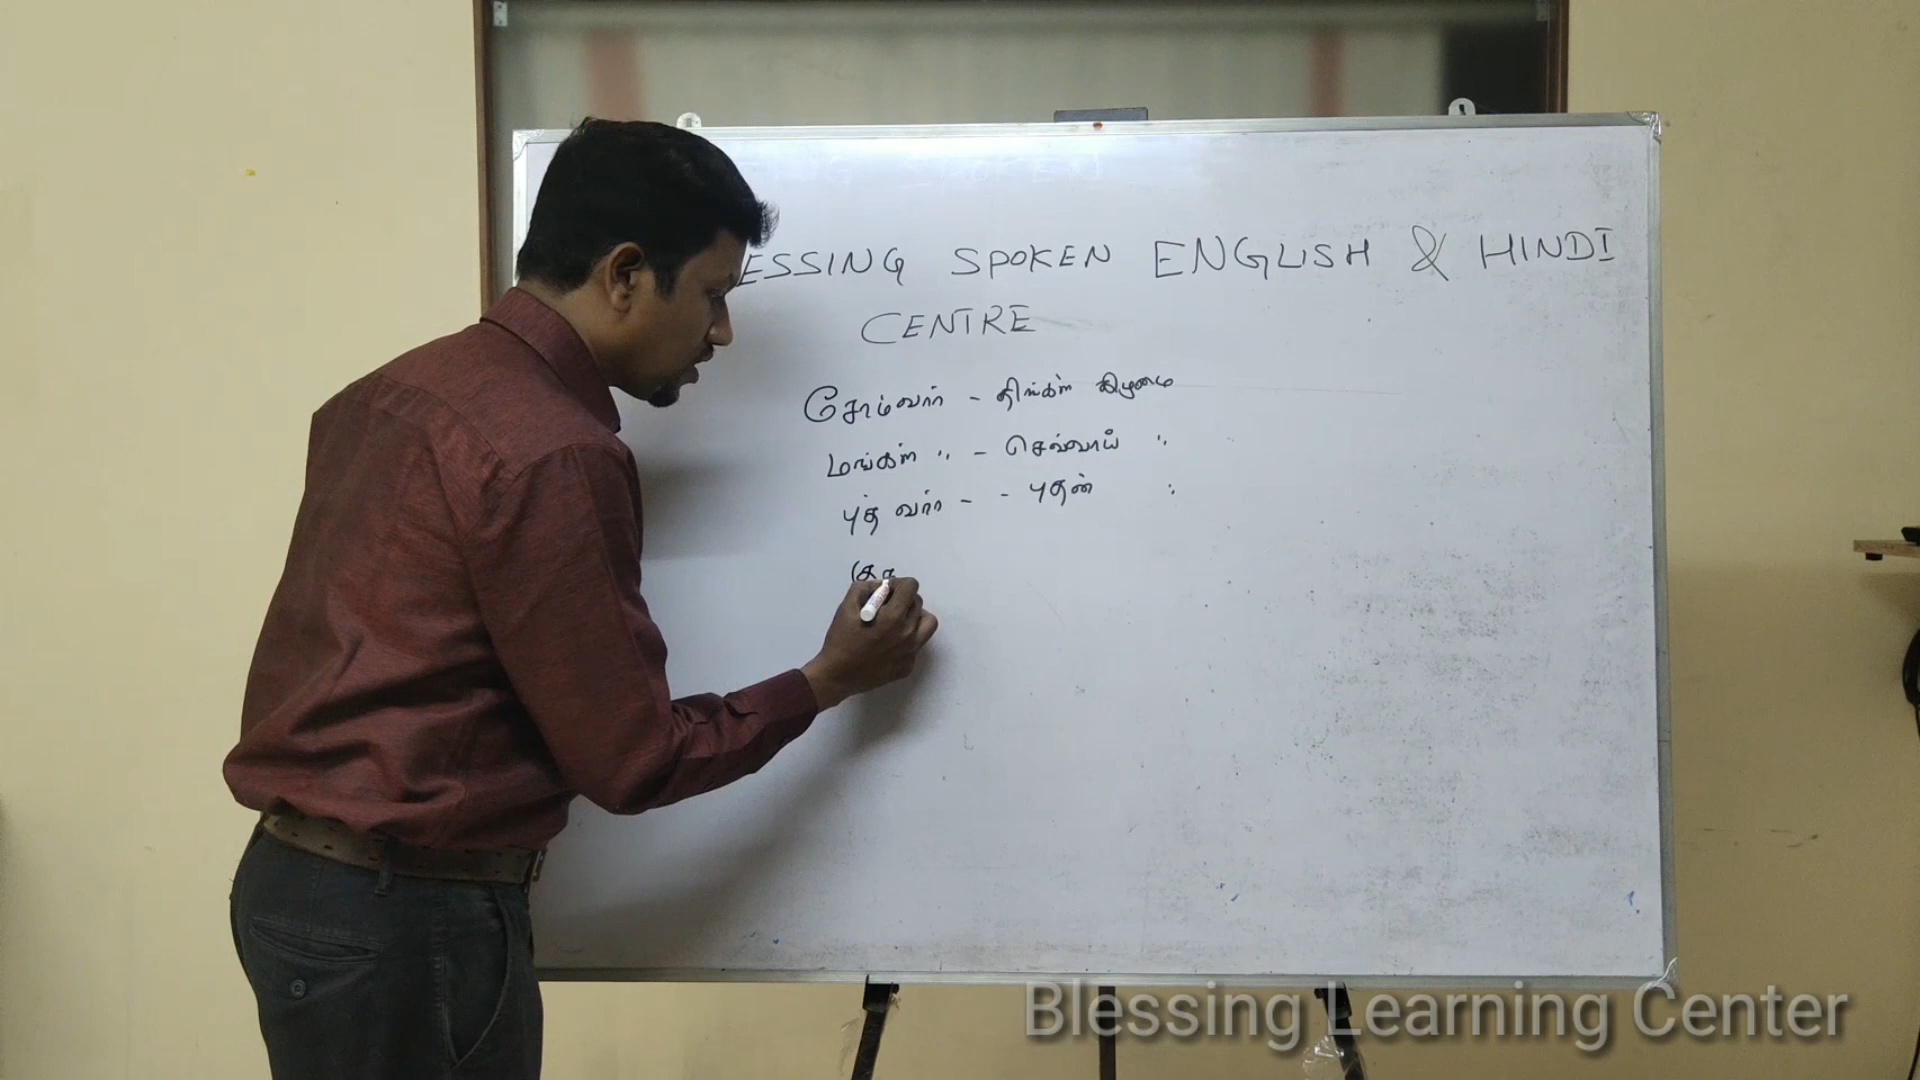 ESSING SPOKEN ENGLISH & HINDI
CENTRE
சோம்வார் - திங்கள் கிழமை
மங்கள் " - செவ்வாய் "
புத் வார் - - புதன் :
Blessing Learning Center